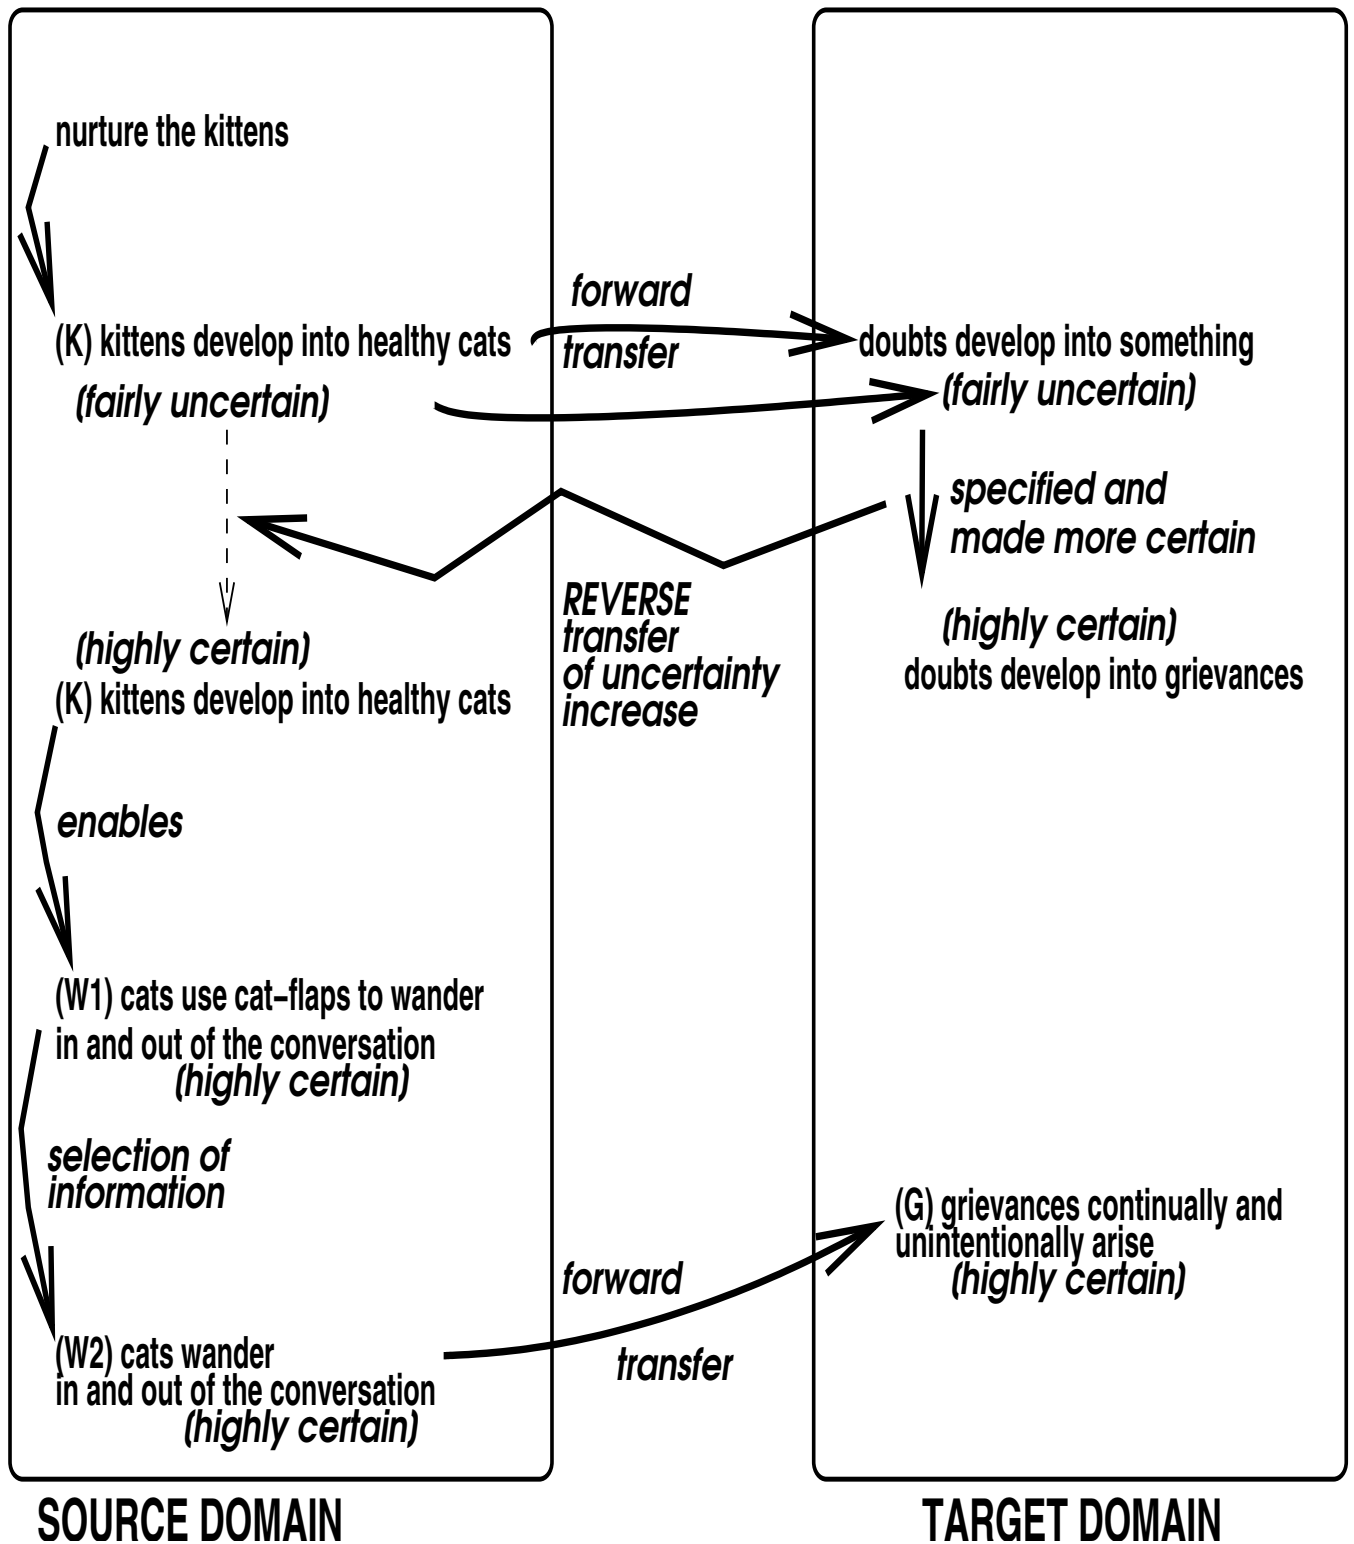 nurture the kittens
(K) kittens develop into healthy cats
(fairly uncertain)
forward
transfer
doubts develop into something
(fairly uncertain)
specified and
made more certain
REVERSE
transfer
of uncertainty
increase
(highly certain)
doubts develop into grievances
(highly certain)
(K) kittens develop into healthy cats
enables
(W1) cats use cat–flaps to wander
in and out of the conversation
(highly certain)
selection of
information
(W2) cats wander
in and out of the conversation
(highly certain)
forward
transfer
(G) grievances continually and
unintentionally arise
(highly certain)
SOURCE DOMAIN
TARGET DOMAIN